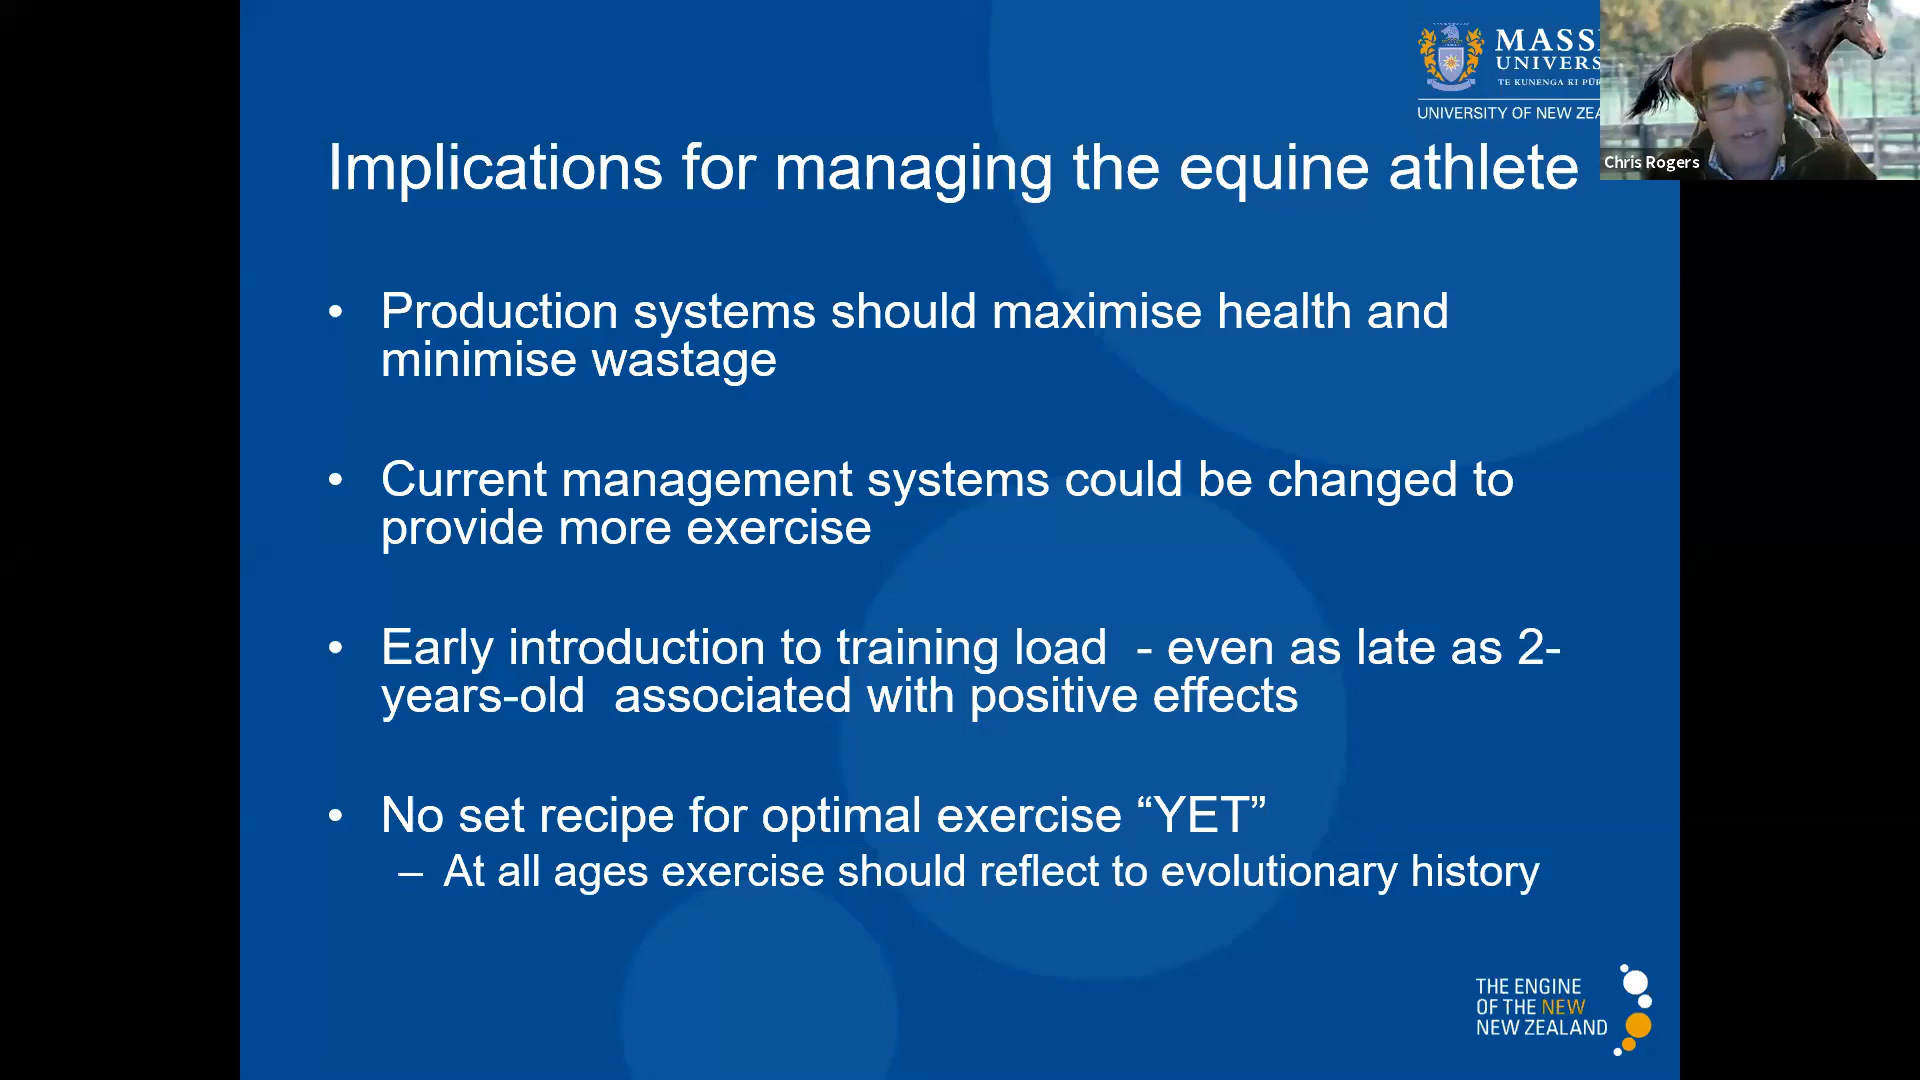 MASS
UNIVERS
TE KUNENGA KI PŪR
UNIVERSITY OF NEW ZEA
Chris Rogers
Implications for managing the equine athlete
• Production systems should maximise health and
minimise wastage
• Current management systems could be changed to
provide more exercise
• Early introduction to training load - even as late as 2-
years-old associated with positive effects
• No set recipe for optimal exercise “YET”
– At all ages exercise should reflect to evolutionary history
THE ENGINE
OF THE NEW
NEW ZEALAND